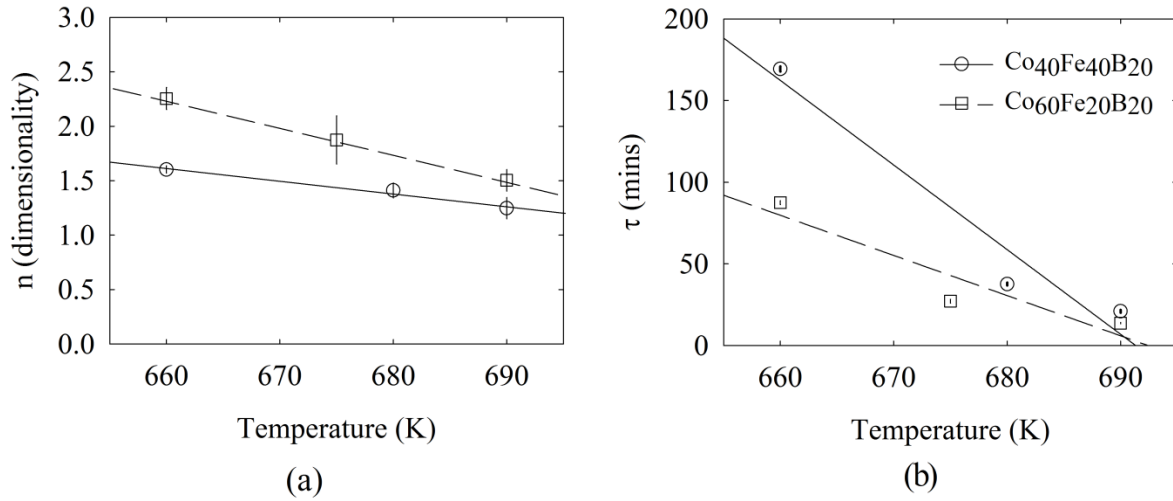 3.0
2.5
2.0
1.5
1.0
0.5
0.0
n (dimensionality)
660 670 680 690
Temperature (K)
(a)
200
150
100
50
0
τ (mins)
Co40Fe40B20
Co60Fe20B20
660 670 680 690
Temperature (K)
(b)